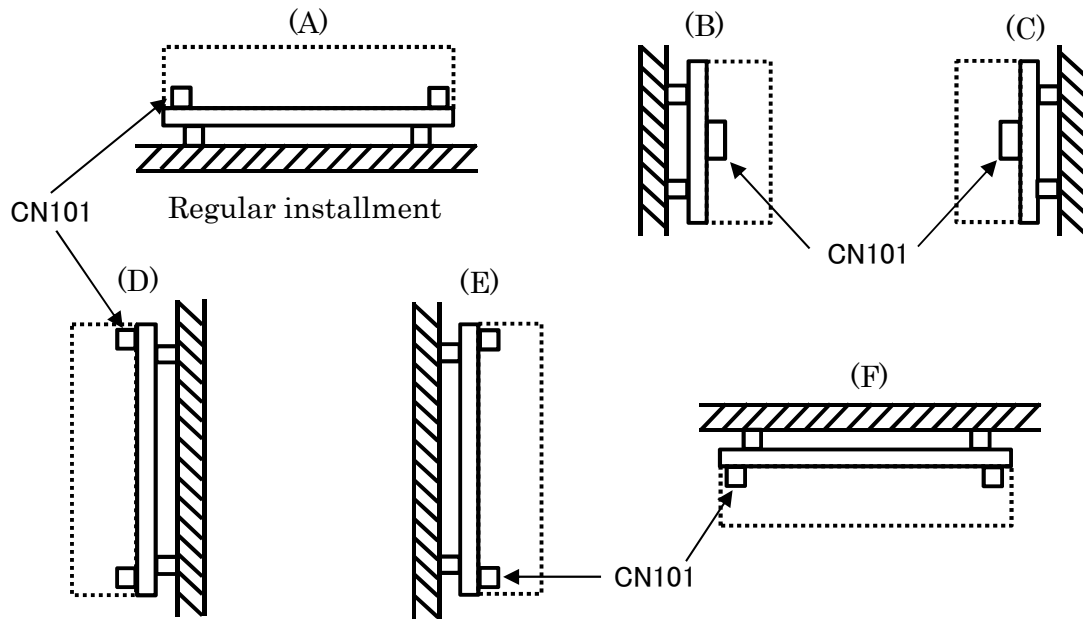 (A)
(B)
(C)
CN101
Regular installment
CN101
(D)
(E)
(F)
CN101